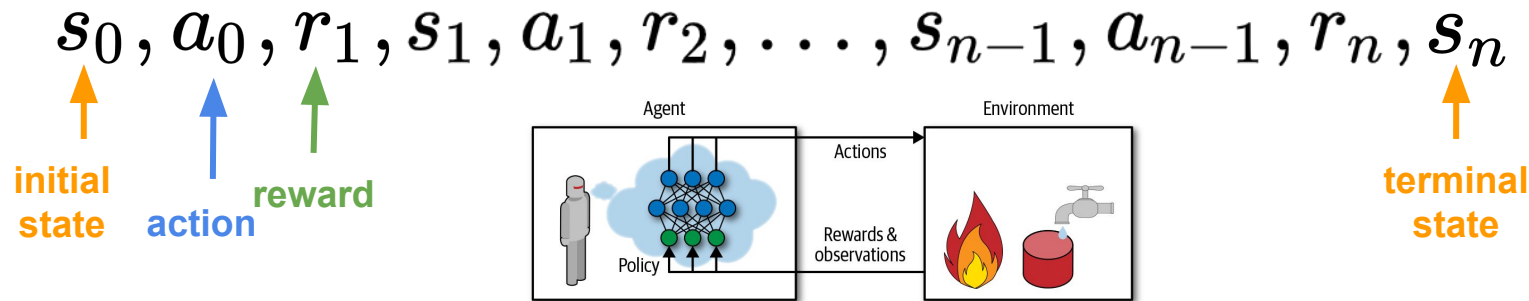 s₀, a₀, r₁, s₁, a₁, r₂, . . . , sₙ₋₁, aₙ₋₁, rₙ, sₙ
initial
state
action
reward
terminal
state
Agent
Environment
Actions
Policy
Rewards &
observations